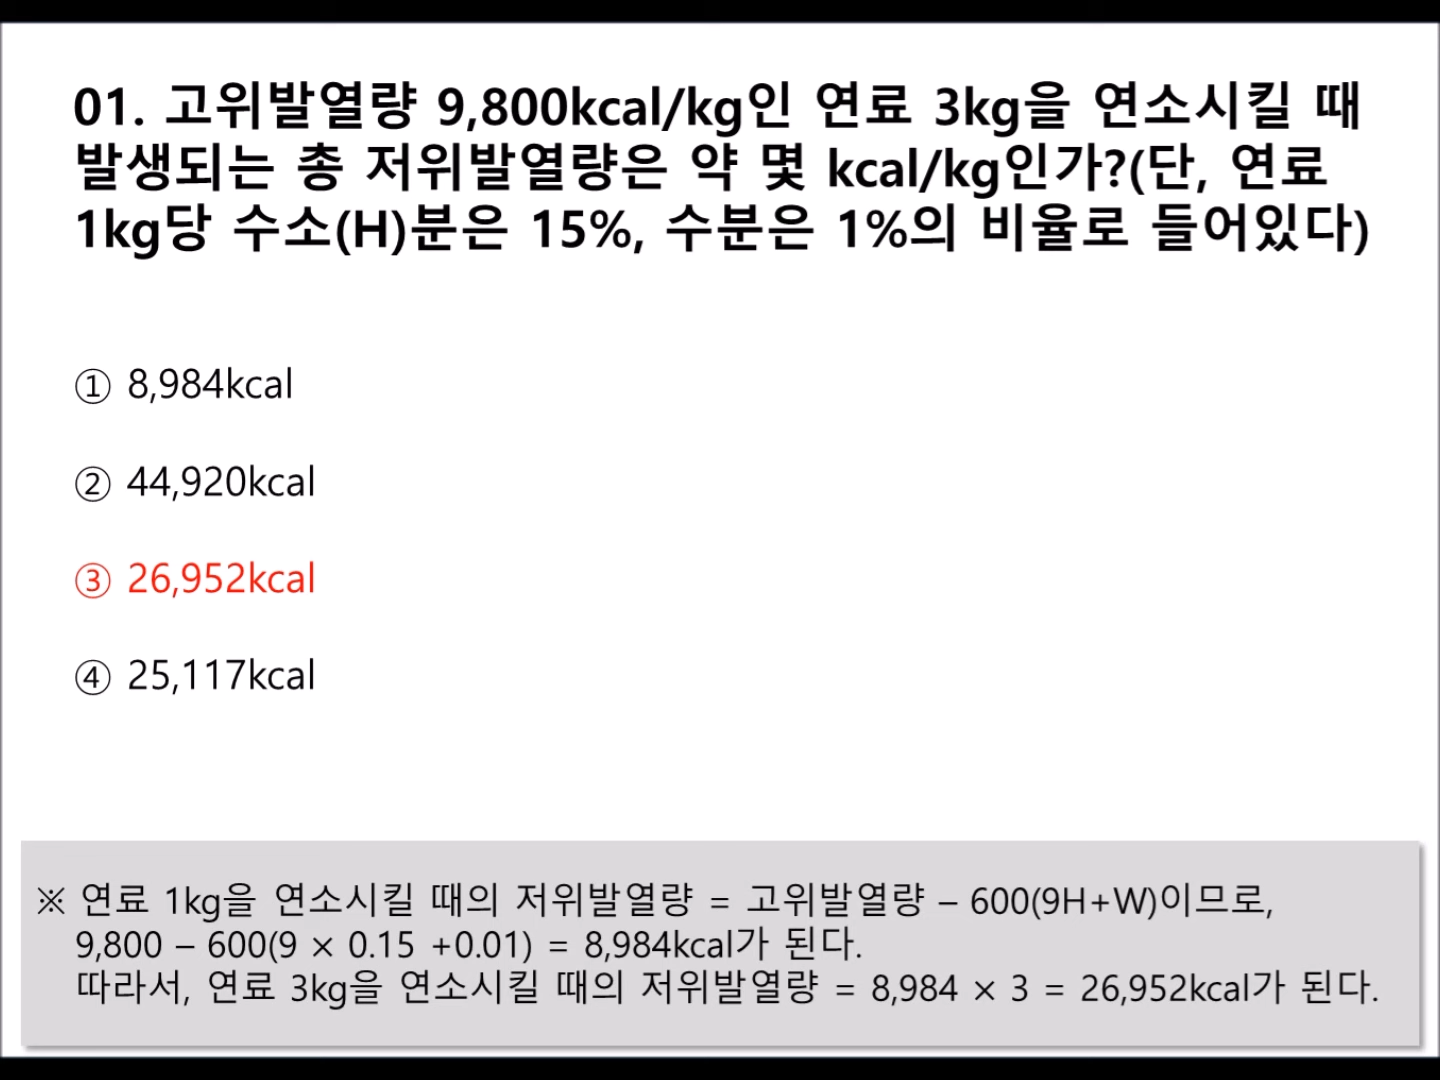 01. 고위발열량 9,800kcal/kg인 연료 3kg을 연소시킬 때
발생되는 총 저위발열량은 약 몇 kcal/kg인가?(단, 연료
1kg당 수소(H)분은 15%, 수분은 1%의 비율로 들어있다)
① 8,984kcal
② 44,920kcal
③ 26,952kcal
④ 25,117kcal
※ 연료 1kg을 연소시킬 때의 저위발열량 = 고위발열량 – 600(9H+W)이므로,
9,800 – 600(9 × 0.15 +0.01) = 8,984kcal가 된다.
따라서, 연료 3kg을 연소시킬 때의 저위발열량 = 8,984 × 3 = 26,952kcal가 된다.